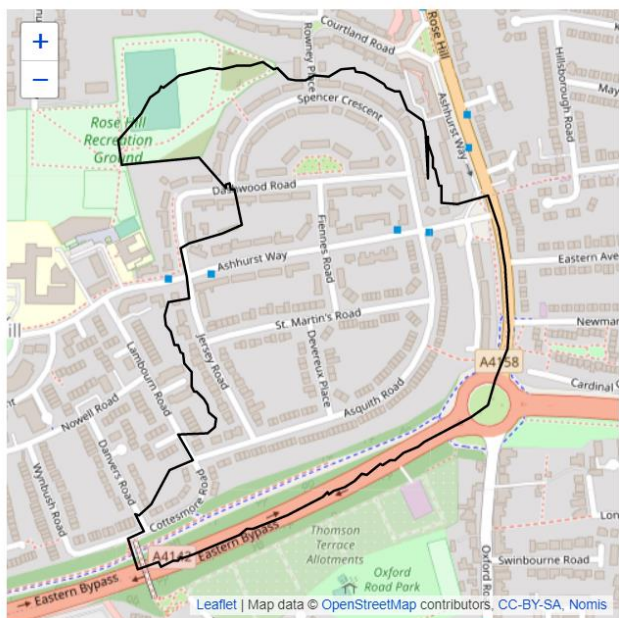 +
−
Courtland Road
Rowney Place
Rose Hill
Hillsborough Road
May
Ashhurst Way
Spencer Crescent
Rose Hill
Recreation
Ground
Dashwood Road
Fiennes Road
Ashhurst Way
Eastern Ave
ill
St. Martin's Road
Newman
Jersey Road
Devereux Place
Lambourn Road
A4158
Cardinal
Nowell Road
Asquith Road
Danvers Road
Wynbush Road
Cottesmore Road
Thomson
Terrace
Allotments
Lon
A4142
Eastern Bypass
Eastern Bypass
Oxford
Road Park
Oxford Ro
Swinbourne Road
Leaflet | Map data © OpenStreetMap contributors, CC-BY-SA, Nomis